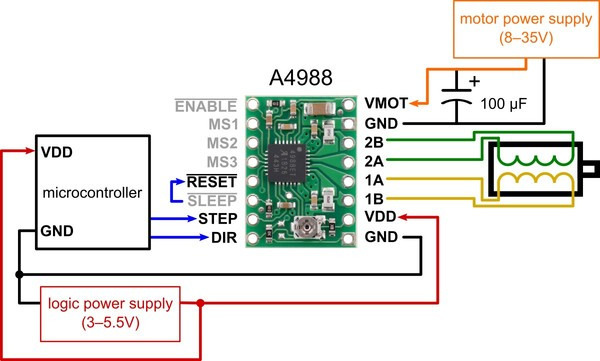 motor power supply
(8–35V)
A4988
ENABLE
VMOT
100 µF
+
MS1
GND
MS2
2B
MS3
2A
VDD
microcontroller
GND
RESET
1A
SLEEP
1B
STEP
VDD
DIR
GND
logic power supply
(3–5.5V)